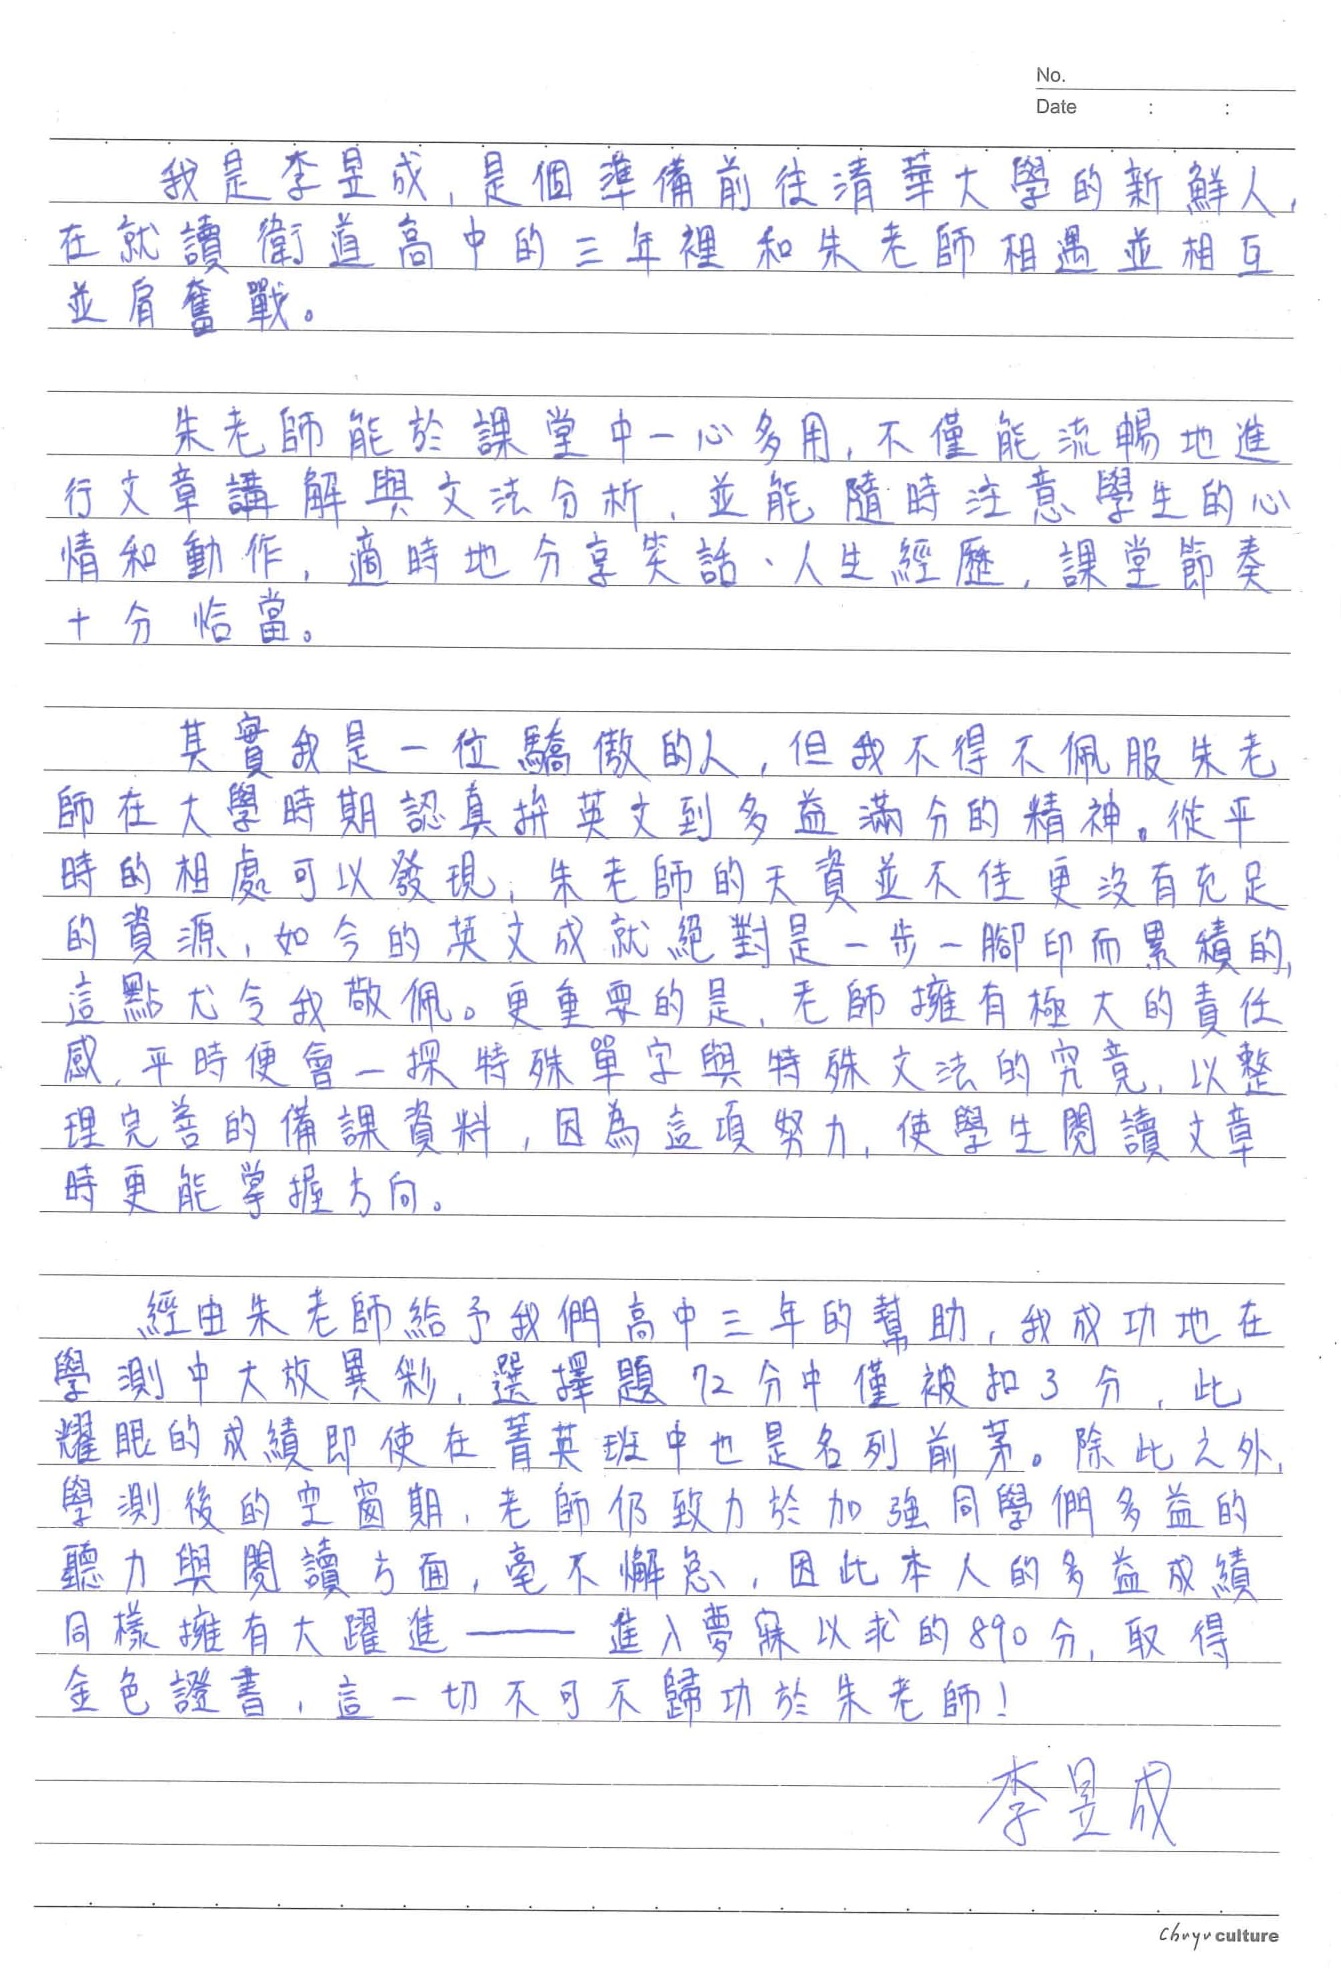 No.
Date : :
我是李昱成,是個準備前往清華大學的新鮮人,
在就讀衛道高中的三年裡和朱老師相遇並相互
並肩奮戰。
朱老師能於課堂中一心多用,不僅能流暢地進
行文章講解與文法分析,並能隨時注意學生的心
情和動作,適時地分享笑話、人生經歷,課堂節奏
十分恰當。
其實我是一位驕傲的人,但我不得不佩服朱老
師在大學時期認真拚英文到多益滿分的精神。從平
時的相處可以發現,朱老師的天資並不佳更沒有充足
的資源,如今的英文成就絕對是一步一腳印而累積的,
這點尤令我敬佩。更重要的是,老師擁有極大的責任
感,平時便會一探特殊單字與特殊文法的究竟,以整
理完善的備課資料,因為這項努力,使學生閱讀文章
時更能掌握方向。
經由朱老師給予我們高中三年的幫助,我成功地在
學測中大放異彩,選擇題72分中僅被扣3分,此
耀眼的成績即使在菁英班中也是名列前茅。除此之外,
學測後的空窗期,老師仍致力於加強同學們多益的
聽力與閱讀方面,毫不懈怠,因此本人的多益成績
同樣擁有大躍進——進入夢寐以求的890分,取得
金色證書,這一切不可不歸功於朱老師!
李昱成
Chuyu culture